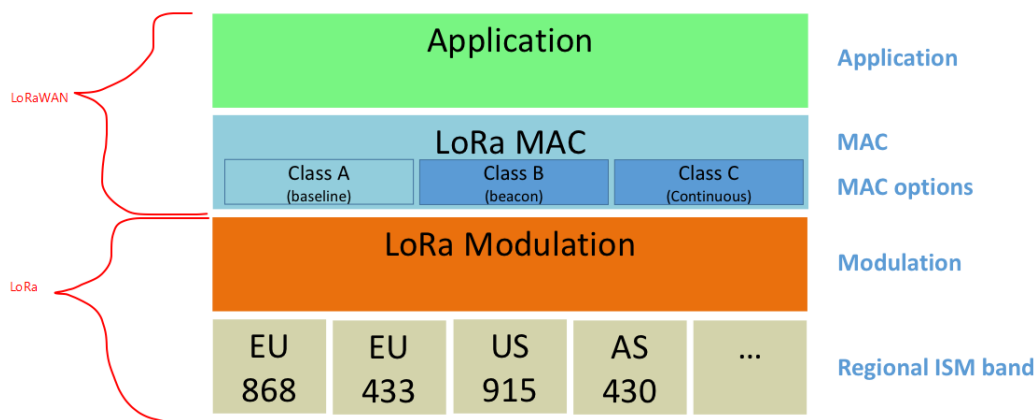 Application
Application
LoRaWAN
LoRa MAC
MAC
Class A
Class B
Class C
(baseline)
(beacon)
(Continuous)
MAC options
LoRa Modulation
Modulation
LoRa
EU
EU
US
AS
...
868
433
915
430
Regional ISM band